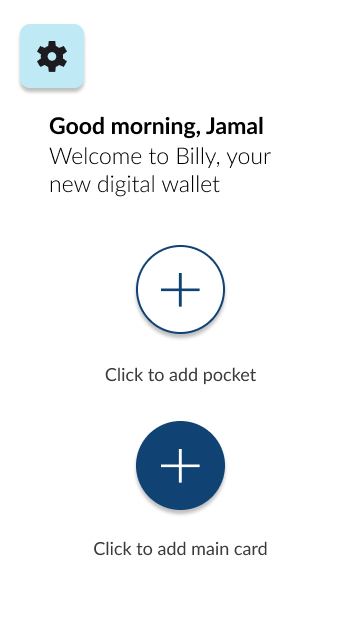 Good morning, Jamal
Welcome to Billy, your
new digital wallet
Click to add pocket
Click to add main card